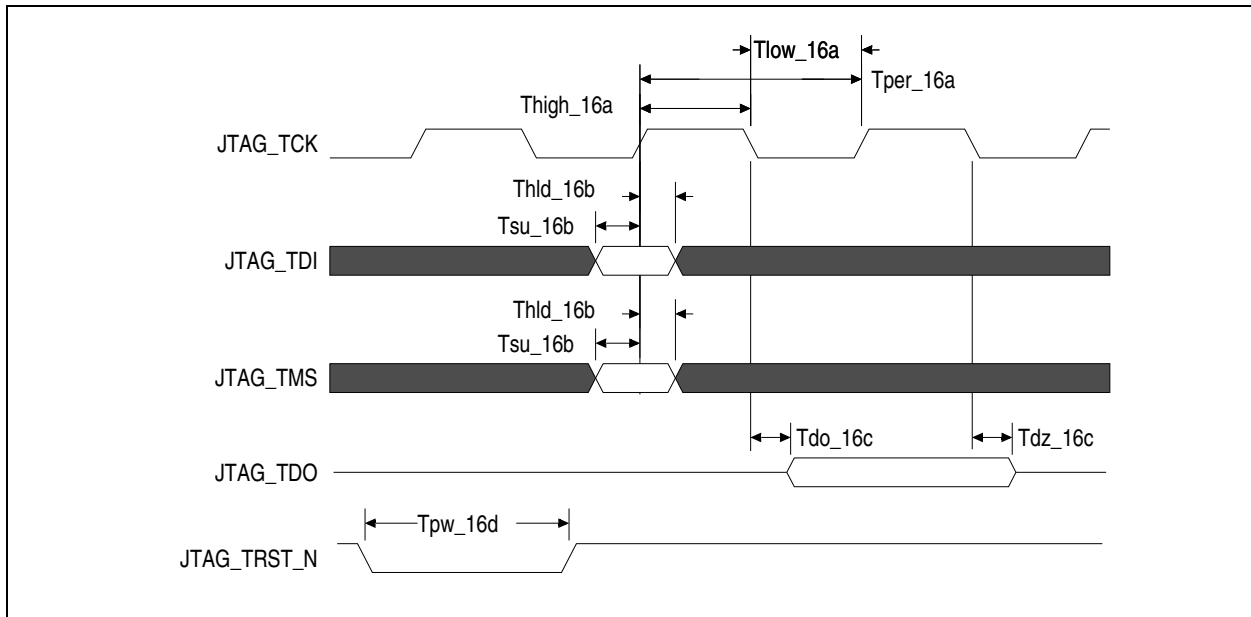 Tlow_16a
Tper_16a
Thigh_16a
JTAG_TCK
Thld_16b
Tsu_16b
JTAG_TDI
Thld_16b
Tsu_16b
JTAG_TMS
Tdo_16c
Tdz_16c
JTAG_TDO
Tpw_16d
JTAG_TRST_N